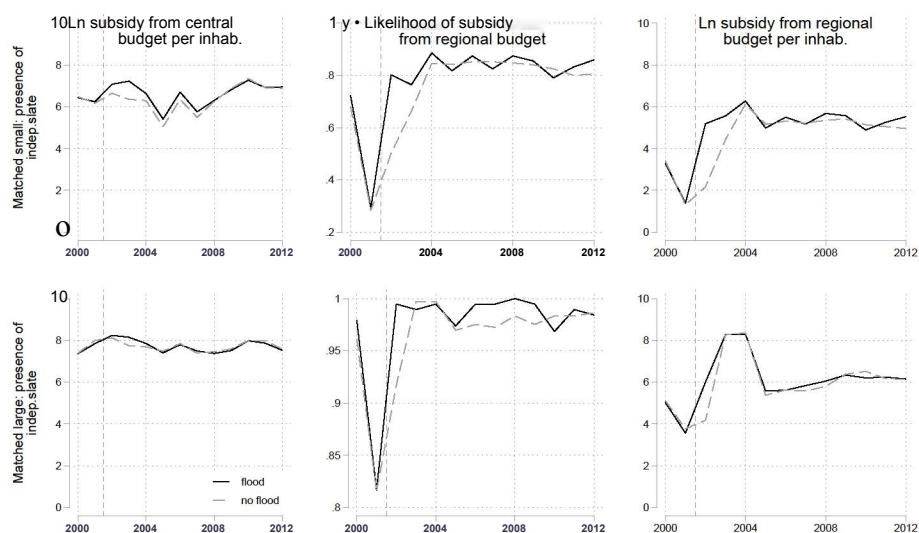 10Ln subsidy from central
budget per inhab.
1 y • Likelihood of subsidy
from regional budget
Ln subsidy from regional
budget per inhab.
Matched small: presence of
indep.slate
8
6
4
2
O
2000 2004 2008 2012
.8
.6
.4
.2
2000 2004 2008 2012
10
8
6
4
2
0
2000 2004 2008 2012
Matched large: presence of
indep.slate
10
8
6
4
2
0
flood
no flood
2000 2004 2008 2012
1
.95
.9
.85
.8
2000 2004 2008 2012
10
8
6
4
2
0
2000 2004 2008 2012